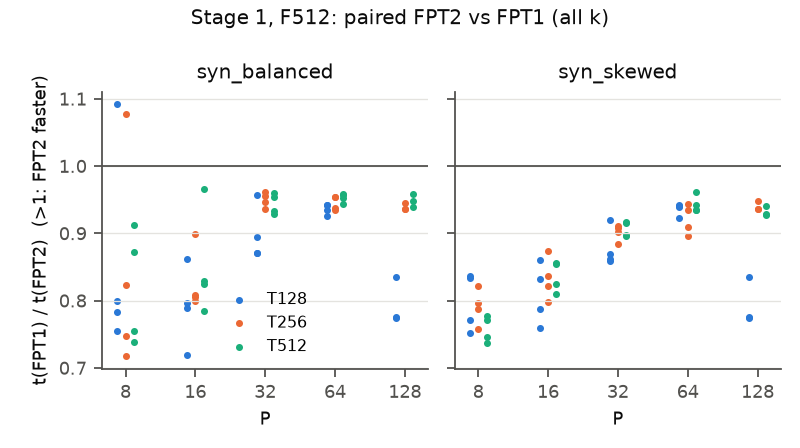 Stage 1, F512: paired FPT2 vs FPT1 (all k)
syn_balanced
syn_skewed
t(FPT1) / t(FPT2)  (>1: FPT2 faster)
1.1
1.0
0.9
0.8
0.7
T128
T256
T512
8 16 32 64 128
8 16 32 64 128
P
P